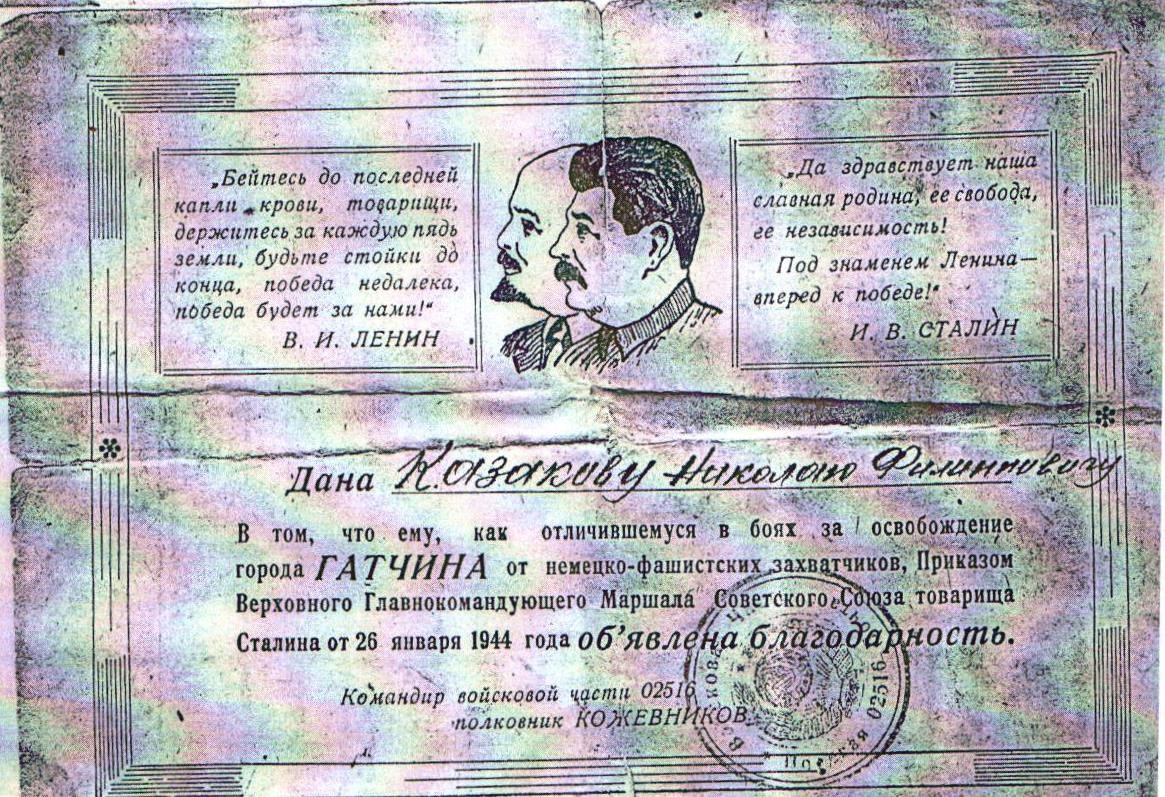 „Бейтесь до последней
капли крови, товарищи,
держитесь за каждую пядь
земли, будьте стойки до
конца, победа недалека,
победа будет за нами!“
В. И. ЛЕНИН
„Да здравствует наша
славная родина, ее свобода,
ее независимость!
Под знаменем Ленина—
вперед к победе!“
И. В. СТАЛИН
Дана Казакову Николаю Филипповичу
В том, что ему, как отличившемуся в боях за освобождение
города ГАТЧИНА от немецко-фашистских захватчиков, Приказом
Верховного Главнокомандующего Маршала Советского Союза товарища
Сталина от 26 января 1944 года об’явлена благодарность.
Командир войсковой части 02516
полковник КОЖЕВНИКОВ
02516